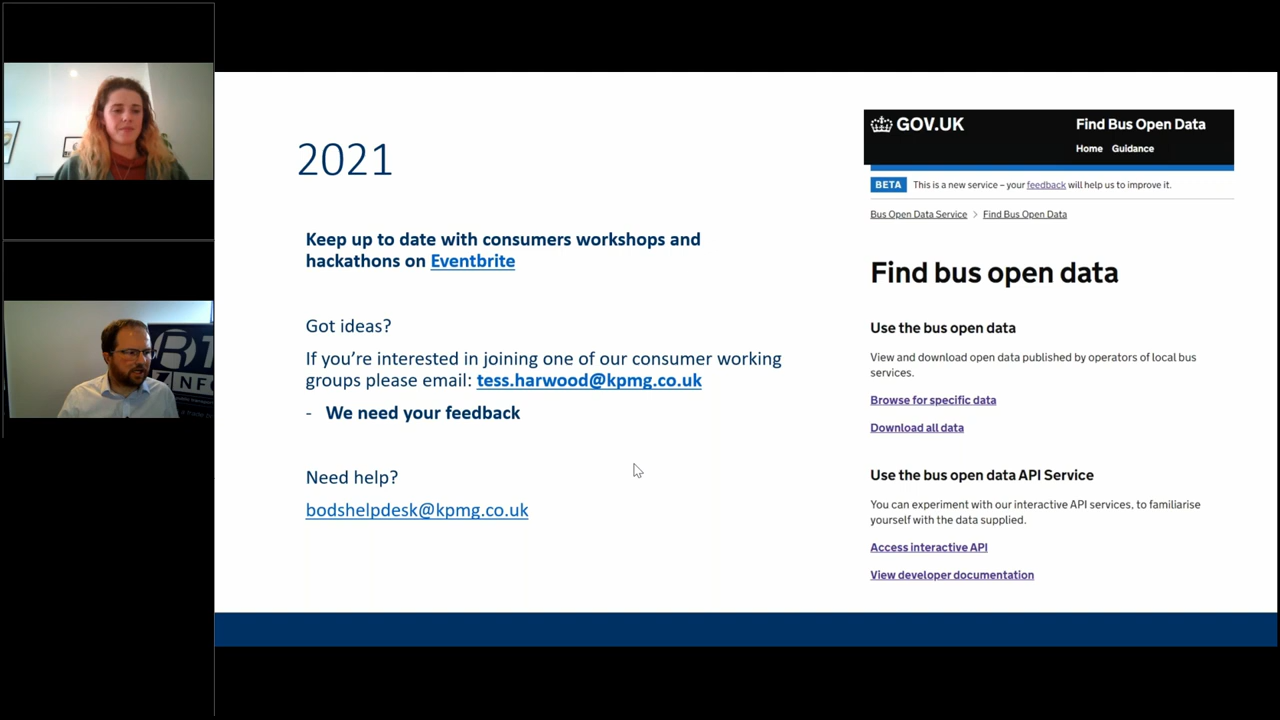 2021
Keep up to date with consumers workshops and
hackathons on Eventbrite
Got ideas?
If you’re interested in joining one of our consumer working
groups please email: tess.harwood@kpmg.co.uk
- We need your feedback
Need help?
bodshelpdesk@kpmg.co.uk
GOV.UK
Find Bus Open Data
Home Guidance
BETA This is a new service – your feedback will help us to improve it.
Bus Open Data Service > Find Bus Open Data
Find bus open data
Use the bus open data
View and download open data published by operators of local bus
services.
Browse for specific data
Download all data
Use the bus open data API Service
You can experiment with our interactive API services, to familiarise
yourself with the data supplied.
Access interactive API
View developer documentation